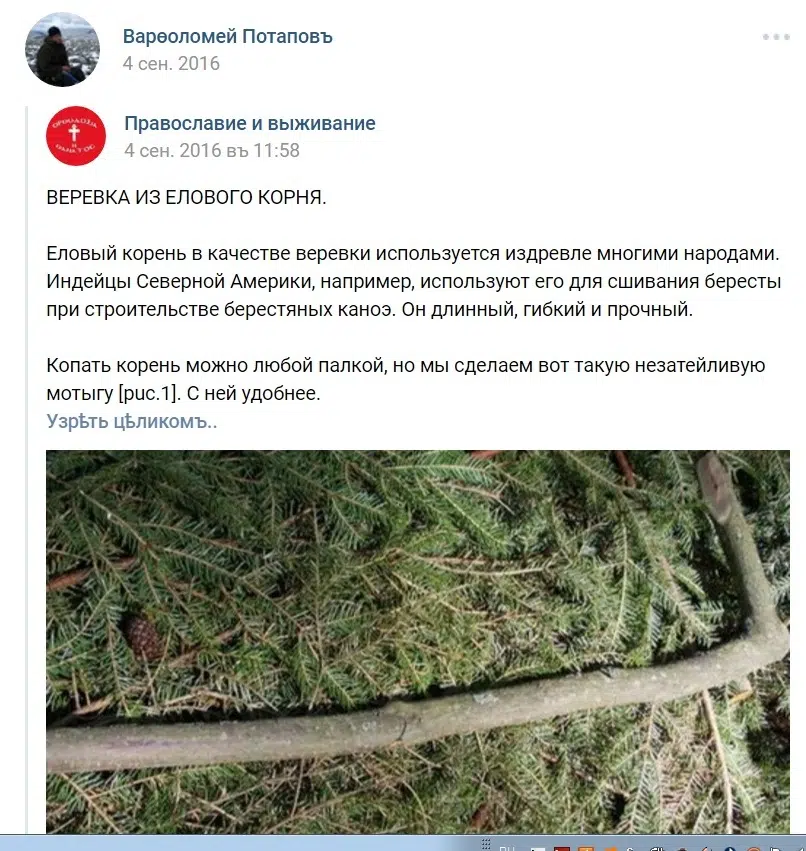 Варѳоломей Потаповъ
4 сен. 2016
Православие и выживание
4 сен. 2016 въ 11:58
ВЕРЕВКА ИЗ ЕЛОВОГО КОРНЯ.
Еловый корень в качестве веревки используется издревле многими народами.
Индейцы Северной Америки, например, используют его для сшивания бересты
при строительстве берестяных каноэ. Он длинный, гибкий и прочный.
Копать корень можно любой палкой, но мы сделаем вот такую незатейливую
мотыгу [рис.1]. С ней удобнее.
Узрѣть цѣликомъ..